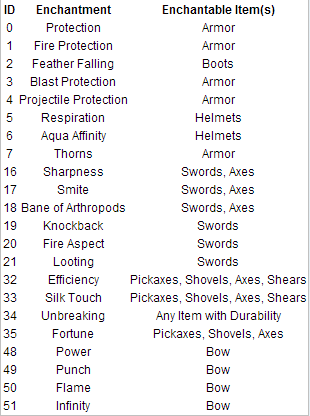 ID Enchantment Enchantable Item(s)
0 Protection Armor
1 Fire Protection Armor
2 Feather Falling Boots
3 Blast Protection Armor
4 Projectile Protection Armor
5 Respiration Helmets
6 Aqua Affinity Helmets
7 Thorns Armor
16 Sharpness Swords, Axes
17 Smite Swords, Axes
18 Bane of Arthropods Swords, Axes
19 Knockback Swords
20 Fire Aspect Swords
21 Looting Swords
32 Efficiency Pickaxes, Shovels, Axes, Shears
33 Silk Touch Pickaxes, Shovels, Axes, Shears
34 Unbreaking Any Item with Durability
35 Fortune Pickaxes, Shovels, Axes
48 Power Bow
49 Punch Bow
50 Flame Bow
51 Infinity Bow